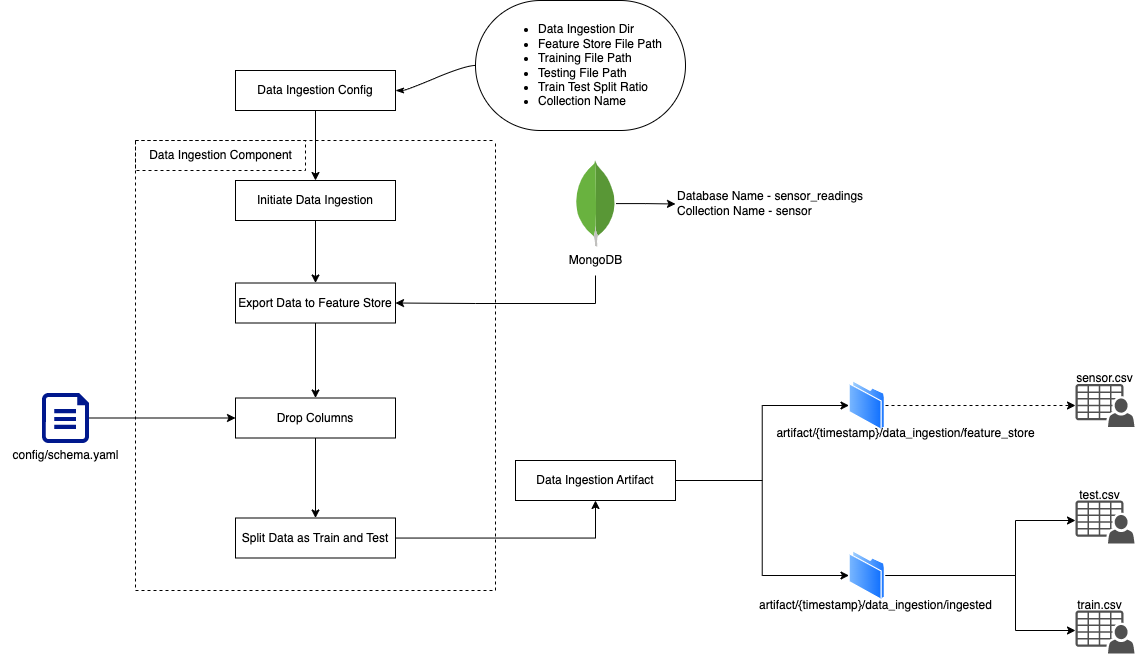 Data Ingestion Dir
Feature Store File Path
Training File Path
Testing File Path
Train Test Split Ratio
Collection Name
Data Ingestion Config
Data Ingestion Component
Initiate Data Ingestion
Database Name - sensor_readings
Collection Name - sensor
MongoDB
Export Data to Feature Store
Drop Columns
config/schema.yaml
sensor.csv
artifact/{timestamp}/data_ingestion/feature_store
Data Ingestion Artifact
test.csv
Split Data as Train and Test
artifact/{timestamp}/data_ingestion/ingested
train.csv